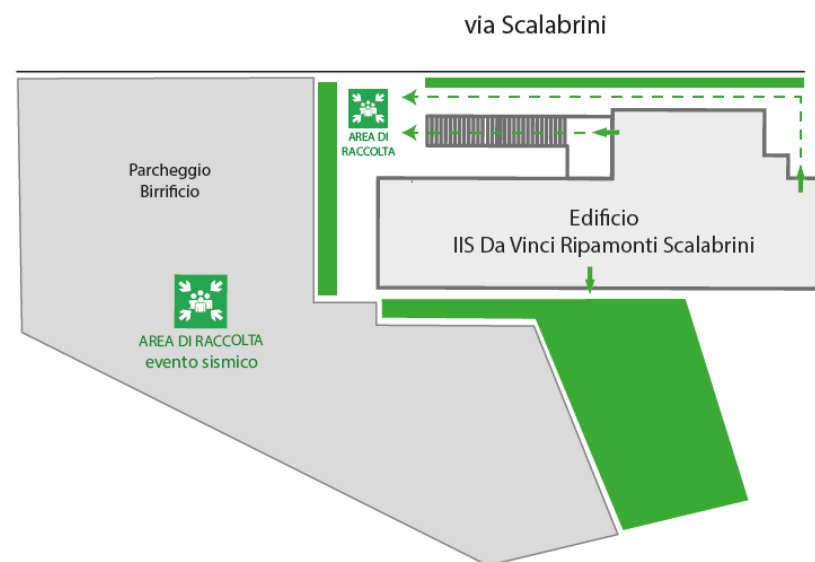 via Scalabrini
AREA DI
RACCOLTA
Parcheggio
Birrificio
Edificio
IIS Da Vinci Ripamonti Scalabrini
AREA DI RACCOLTA
evento sismico